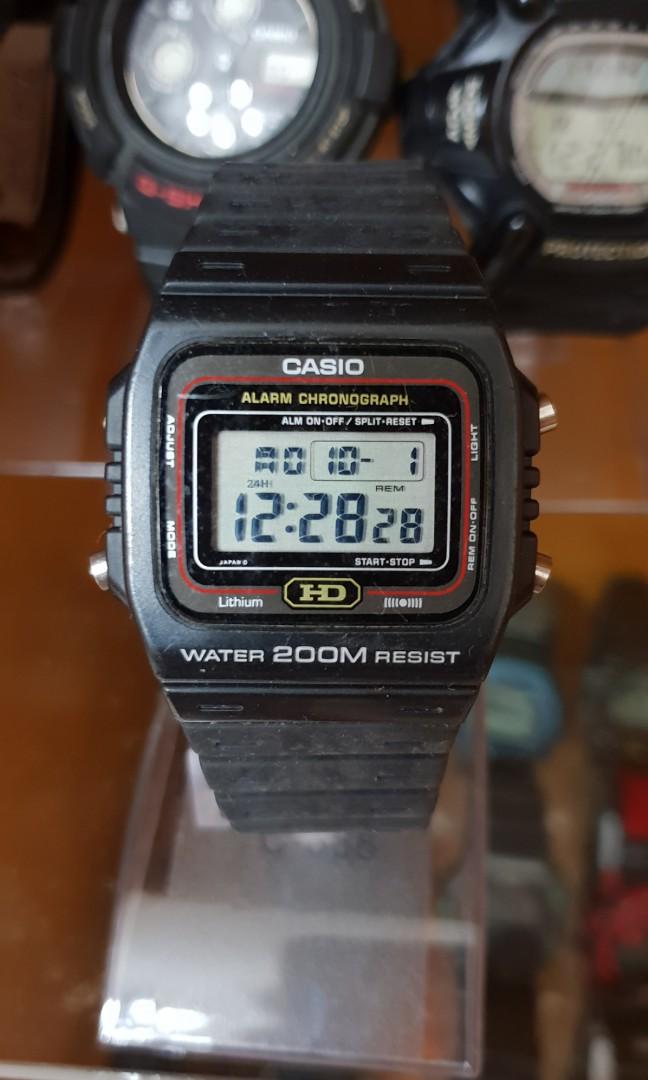 PROTECTION
CASIO
ALARM CHRONOGRAPH
ALM ON·OFF / SPLIT·RESET
ADJUST
LIGHT
MO 10- 1
24H
REM
12:28 28
MODE
REM ON·OFF
JAPAN D
START·STOP
Lithium
HD
WATER 200M RESIST